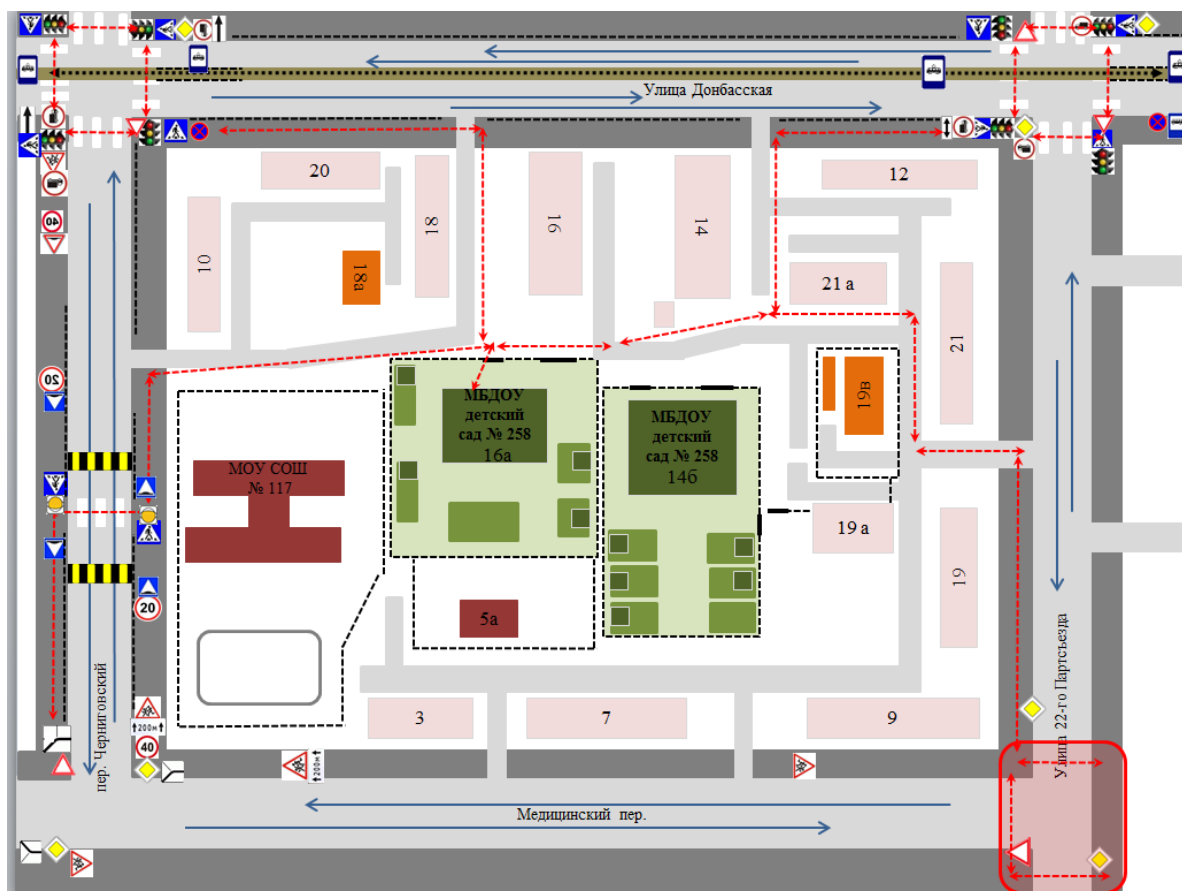 Улица Донбасская
20
18
16
14
12
10
18а
21 а
21
40
20
МБДОУ
детский
сад № 258
16а
МБДОУ
детский
сад № 258
14б
19в
МОУ СОШ
№ 117
19 а
19
5а
20
пер. Черниговский
Улица 22-го Партсъезда
200м
40
3
7
9
200м
Медицинский пер.